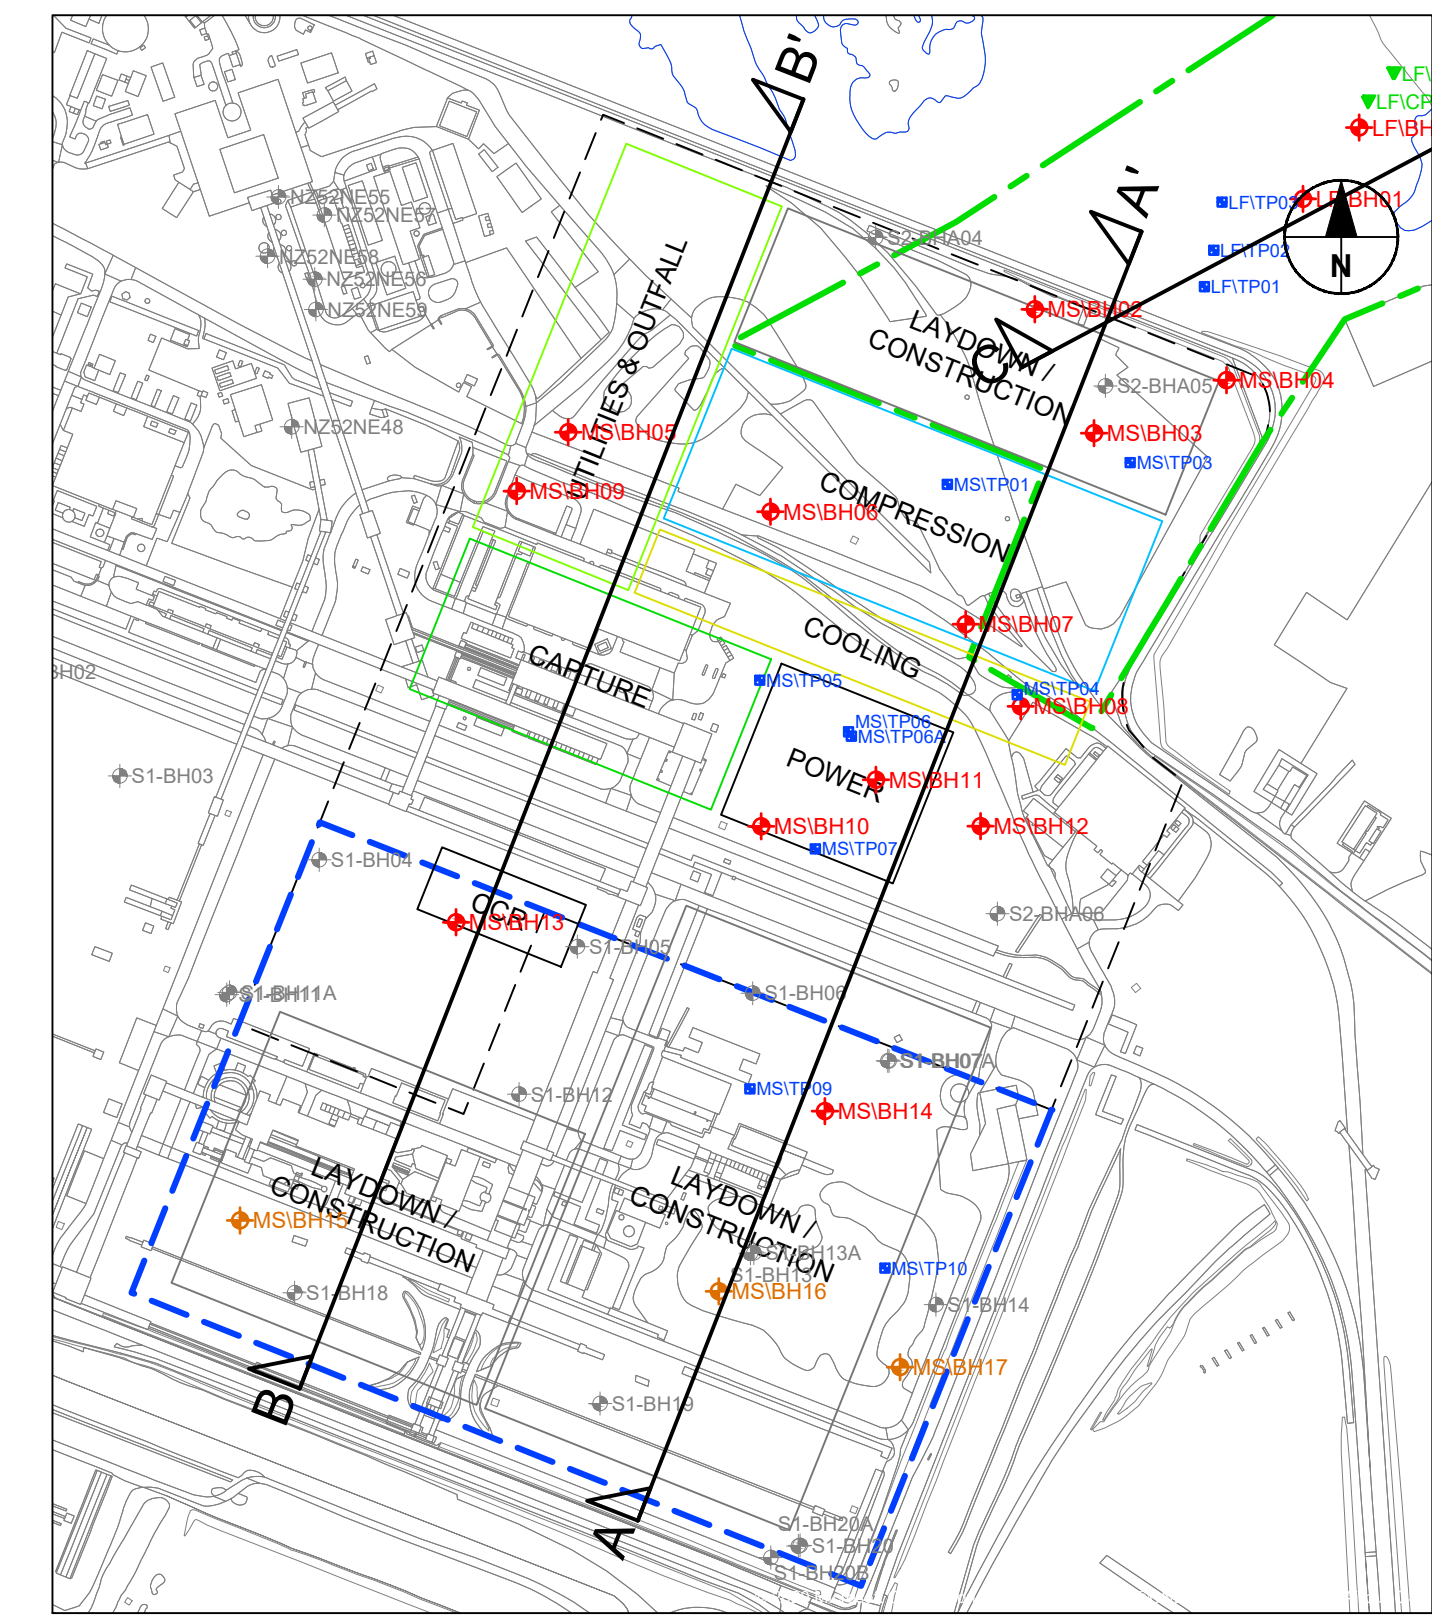 B'
LF\
LF\CP
LF\BH
A'
NZ52NE55
NZ52NE57
LF\TP03
LF\BH01
S2-BHA04
NZ52NE58
LF\TP02
N
NZ52NE56
LF\TP01
NZ52NE59
MS\BH02
UTILITIES & OUTFALL
LAYDOWN /
CONSTRUCTION
C
S2-BHA05
MS\BH04
NZ52NE48
MS\BH05
MS\BH03
MS\TP03
MS\BH09
MS\TP01
MS\BH06
COMPRESSION
MS\BH07
COOLING
BH02
CAPTURE
MS\TP05
MS\TP04
MS\BH08
MS\TP06
MS\TP06A
S1-BH03
POWER
MS\BH11
MS\BH10
MS\BH12
MS\TP07
S1-BH04
CCR /
MS\BH13
S2-BHA06
S1-BH05
S1-BH11A
S1-BH11
S1-BH06
S1-BH07A
S1-BH12
MS\TP09
MS\BH14
LAYDOWN /
CONSTRUCTION
LAYDOWN /
CONSTRUCTION
MS\BH15
S1-BH13A
S1-BH13
MS\TP10
S1-BH18
MS\BH16
S1-BH14
MS\BH17
B
S1-BH19
A
S1-BH20A
S1-BH20
S1-BH20B